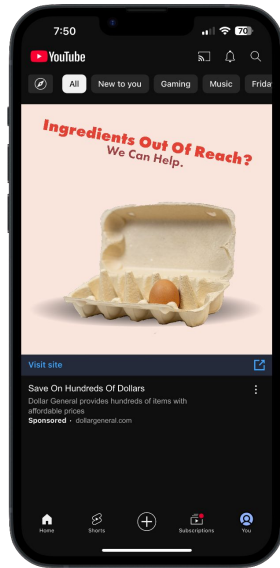 7:50
70
YouTube
All
New to you
Gaming
Music
Frida
Ingredients Out Of Reach?
We Can Help.
Visit site
Save On Hundreds Of Dollars
Dollar General provides hundreds of items with
affordable prices
Sponsored · dollargeneral.com
Home
Shorts
Subscriptions
You